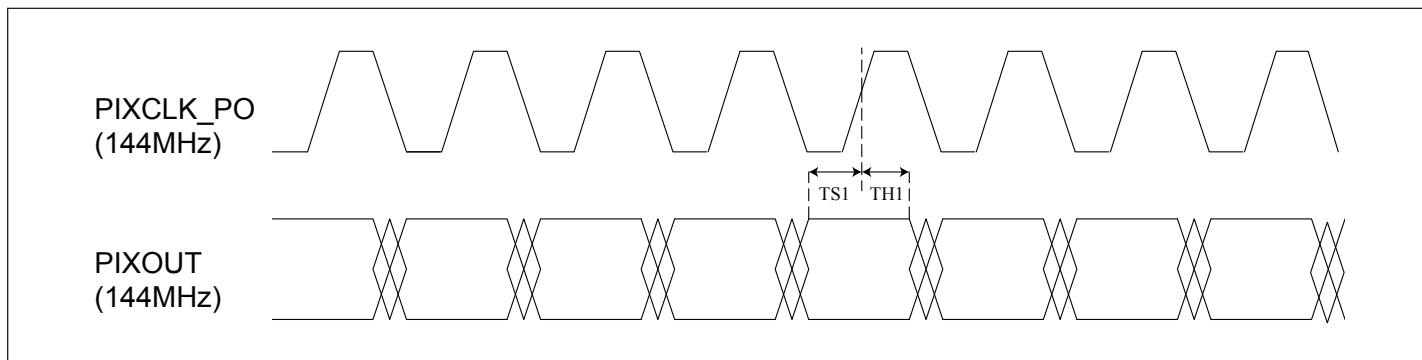 PIXCLK_PO
(144MHz)
TS1 TH1
PIXOUT
(144MHz)